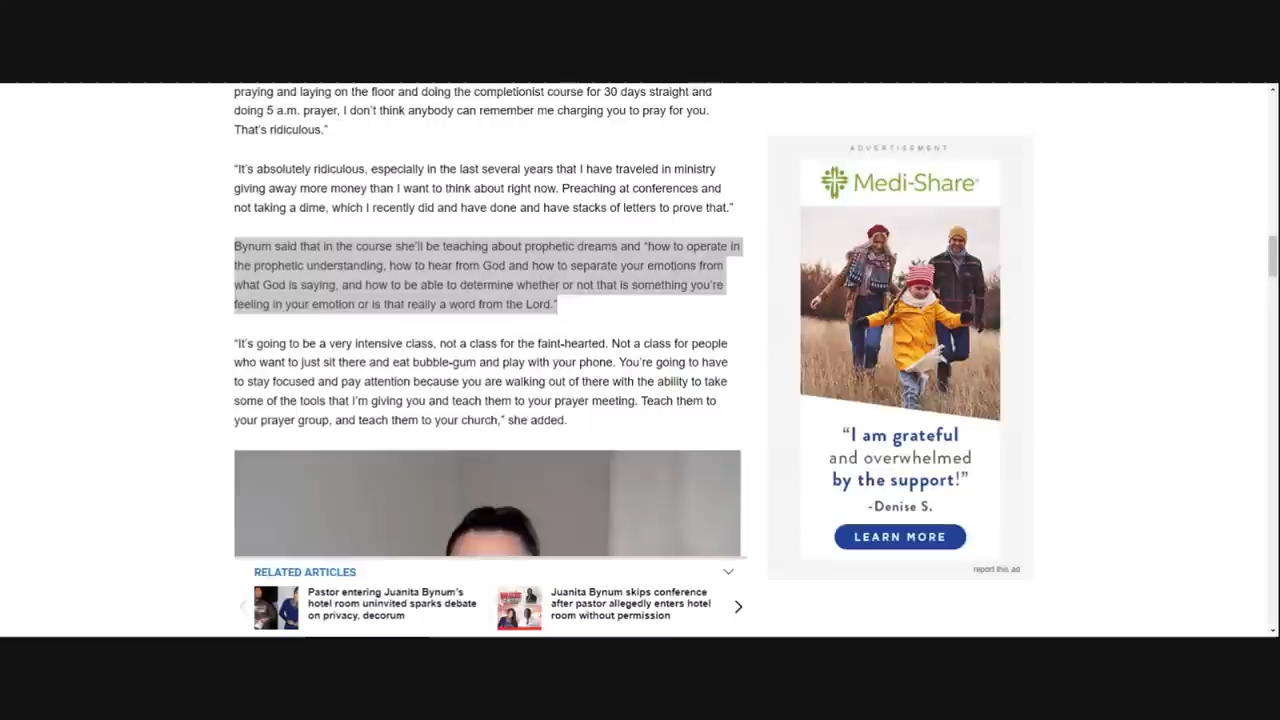 praying and laying on the floor and doing the completionist course for 30 days straight and
doing 5 a.m. prayer, I don’t think anybody can remember me charging you to pray for you.
That’s ridiculous.”
“It’s absolutely ridiculous, especially in the last several years that I have traveled in ministry
giving away more money than I want to think about right now. Preaching at conferences and
not taking a dime, which I recently did and have done and have stacks of letters to prove that.”
Bynum said that in the course she’ll be teaching about prophetic dreams and “how to operate in
the prophetic understanding, how to hear from God and how to separate your emotions from
what God is saying, and how to be able to determine whether or not that is something you’re
feeling in your emotion or is that really a word from the Lord.”
“It’s going to be a very intensive class, not a class for the faint-hearted. Not a class for people
who want to just sit there and eat bubble-gum and play with your phone. You’re going to have
to stay focused and pay attention because you are walking out of there with the ability to take
some of the tools that I’m giving you and teach them to your prayer meeting. Teach them to
your prayer group, and teach them to your church,” she added.
RELATED ARTICLES
Pastor entering Juanita Bynum’s
hotel room uninvited sparks debate
on privacy, decorum
Juanita Bynum skips conference
after pastor allegedly enters hotel
room without permission
ADVERTISEMENT
Medi-Share®
“I am grateful
and overwhelmed
by the support!”
-Denise S.
LEARN MORE
report this ad